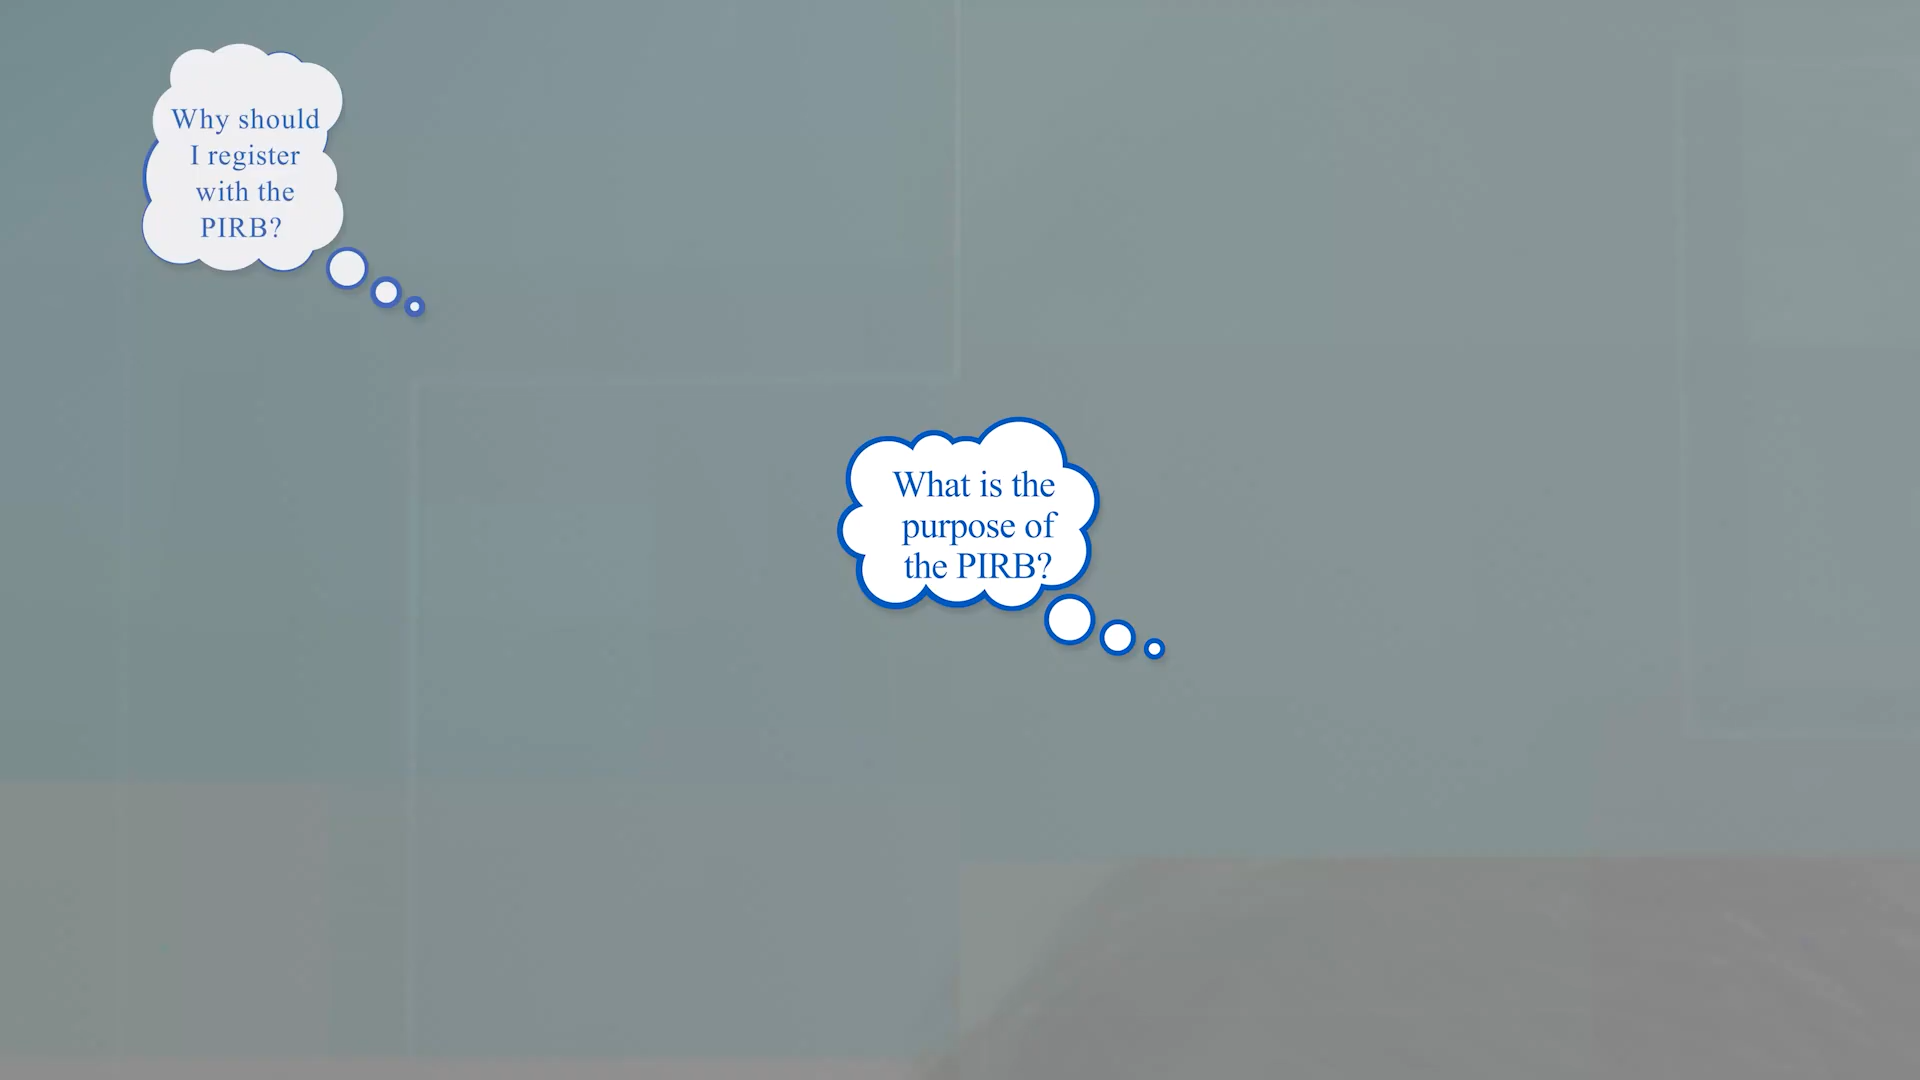 Why should
I register
with the
PIRB?
What is the
purpose of
the PIRB?